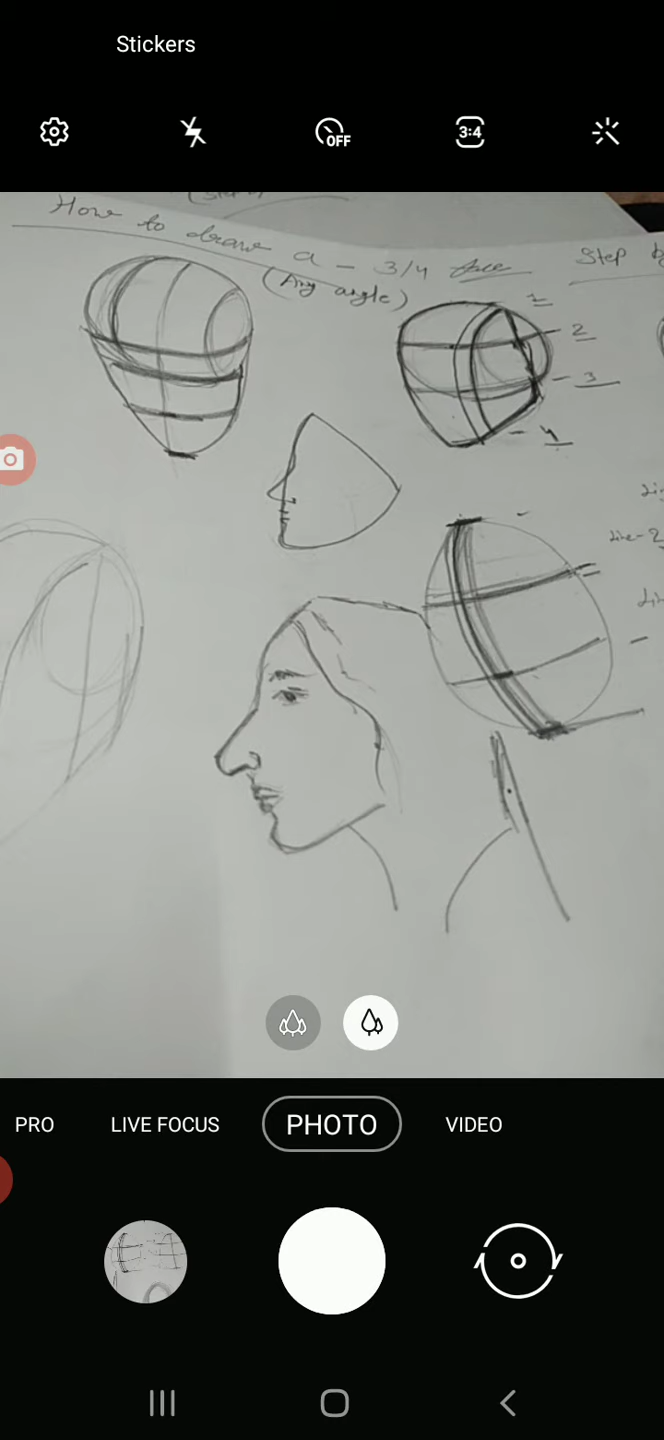 Stickers
OFF
3:4
How to draw a - 3/4 face
Step
(Any angle)
1
2
3
4
Line-2
PRO
LIVE FOCUS
PHOTO
VIDEO